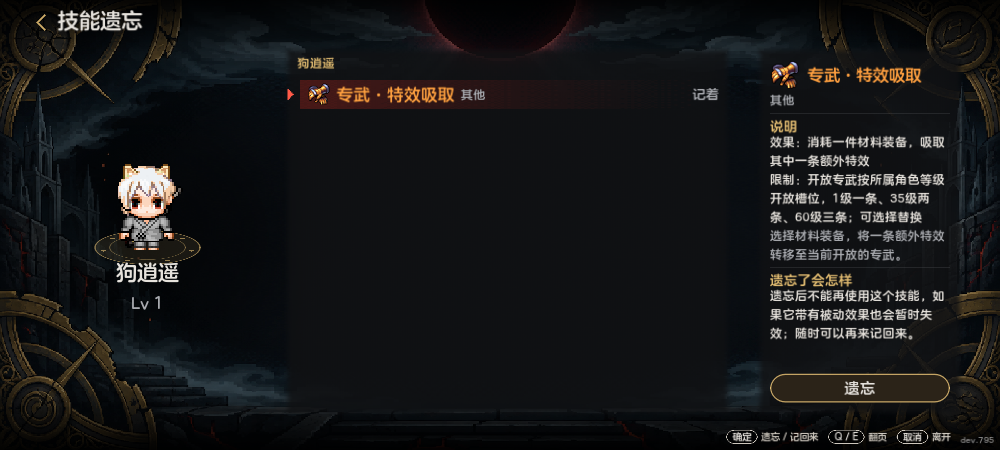 技能遗忘
狗逍遥
专武·特效吸取 其他 记着
狗逍遥
Lv 1
专武·特效吸取
其他
说明
效果：消耗一件材料装备，吸取
其中一条额外特效
限制：开放专武按所属角色等级
开放槽位，1级一条、35级两
条、60级三条；可选择替换
选择材料装备，将一条额外特效
转移至当前开放的专武。
遗忘了会怎样
遗忘后不能再使用这个技能，如
果它带有被动效果也会暂时失
效；随时可以再来记回来。
遗忘
确定 遗忘 / 记回来 Q / E 翻页 取消 离开 dev.795